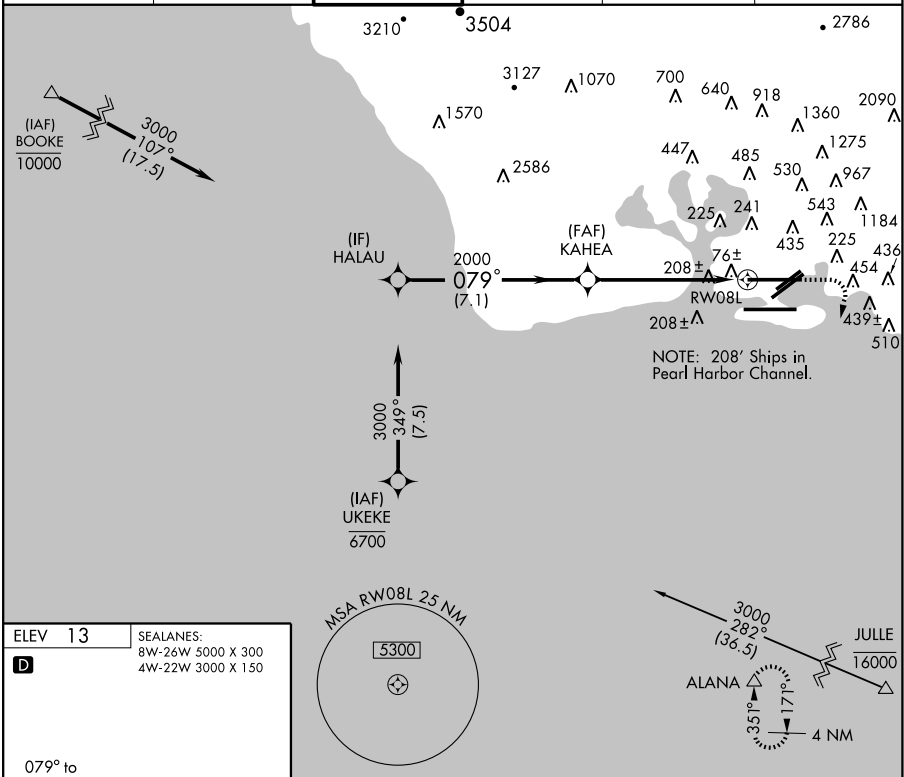 3210
3504
2786
3127
1070
700
640
918
1360
2090
1570
447
485
530
1275
967
2586
225
241
435
543
1184
225
436
(IAF)
BOOKE
10000
3000
107°
(17.5)
(IF)
HALAU
2000
079°
(7.1)
(FAF)
KAHEA
208±
76±
RW08L
454
439±
510
208±
NOTE: 208' Ships in
Pearl Harbor Channel.
3000
349°
(7.5)
(IAF)
UKEKE
6700
MSA RW08L 25 NM
5300
3000
282°
(36.5)
JULLE
16000
ALANA
351°
171°
4 NM
ELEV 13
D
SEALANES:
8W-26W 5000 X 300
4W-22W 3000 X 150
079° to